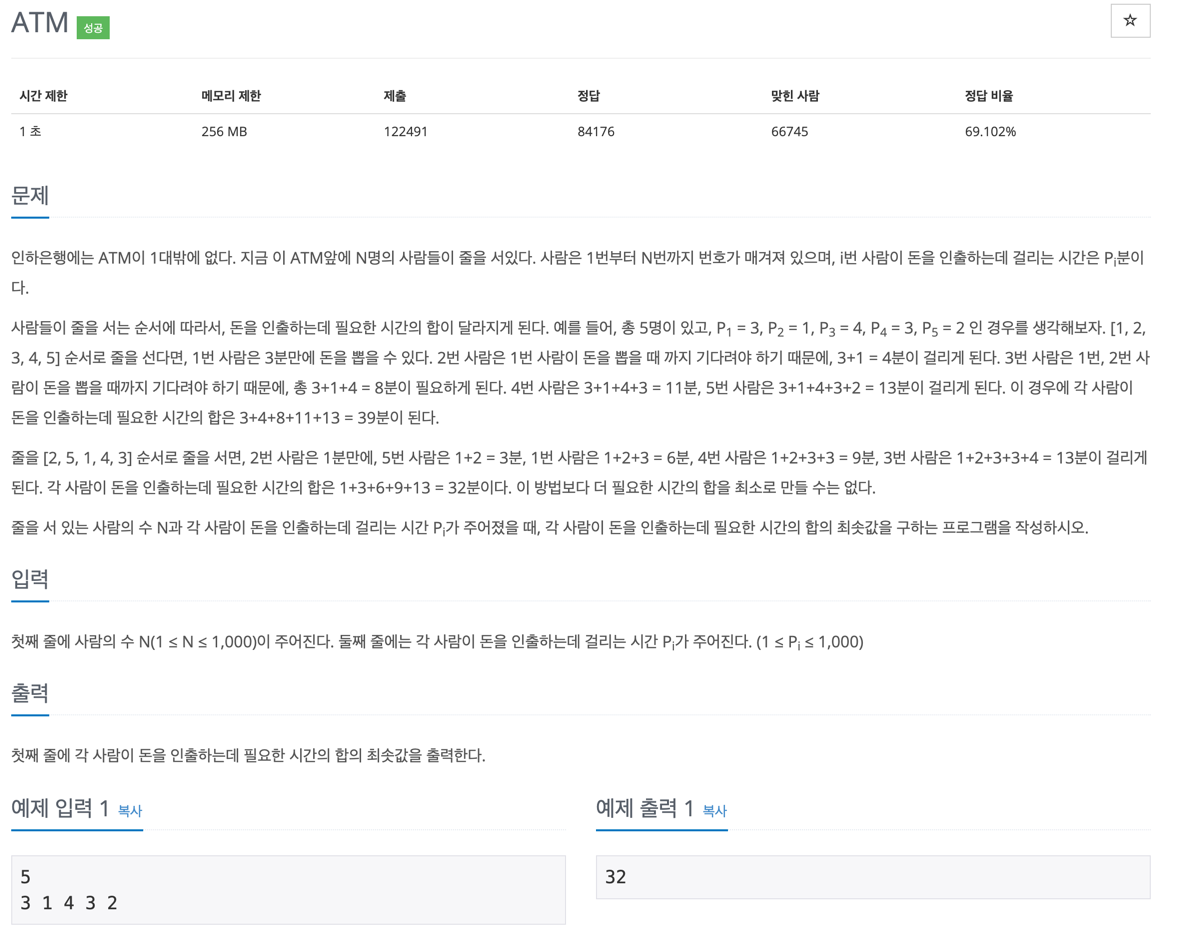 ATM 성공
☆
시간 제한 메모리 제한 제출 정답 맞힌 사람 정답 비율
1 초 256 MB 122491 84176 66745 69.102%
문제
인하은행에는 ATM이 1대밖에 없다. 지금 이 ATM앞에 N명의 사람들이 줄을 서있다. 사람은 1번부터 N번까지 번호가 매겨져 있으며, i번 사람이 돈을 인출하는데 걸리는 시간은 Pi분이
다.
사람들이 줄을 서는 순서에 따라서, 돈을 인출하는데 필요한 시간의 합이 달라지게 된다. 예를 들어, 총 5명이 있고, P1 = 3, P2 = 1, P3 = 4, P4 = 3, P5 = 2 인 경우를 생각해보자. [1, 2,
3, 4, 5] 순서로 줄을 선다면, 1번 사람은 3분만에 돈을 뽑을 수 있다. 2번 사람은 1번 사람이 돈을 뽑을 때 까지 기다려야 하기 때문에, 3+1 = 4분이 걸리게 된다. 3번 사람은 1번, 2번 사
람이 돈을 뽑을 때까지 기다려야 하기 때문에, 총 3+1+4 = 8분이 필요하게 된다. 4번 사람은 3+1+4+3 = 11분, 5번 사람은 3+1+4+3+2 = 13분이 걸리게 된다. 이 경우에 각 사람이
돈을 인출하는데 필요한 시간의 합은 3+4+8+11+13 = 39분이 된다.
줄을 [2, 5, 1, 4, 3] 순서로 줄을 서면, 2번 사람은 1분만에, 5번 사람은 1+2 = 3분, 1번 사람은 1+2+3 = 6분, 4번 사람은 1+2+3+3 = 9분, 3번 사람은 1+2+3+3+4 = 13분이 걸리게
된다. 각 사람이 돈을 인출하는데 필요한 시간의 합은 1+3+6+9+13 = 32분이다. 이 방법보다 더 필요한 시간의 합을 최소로 만들 수는 없다.
줄을 서 있는 사람의 수 N과 각 사람이 돈을 인출하는데 걸리는 시간 Pi가 주어졌을 때, 각 사람이 돈을 인출하는데 필요한 시간의 합의 최솟값을 구하는 프로그램을 작성하시오.
입력
첫째 줄에 사람의 수 N(1 ≤ N ≤ 1,000)이 주어진다. 둘째 줄에는 각 사람이 돈을 인출하는데 걸리는 시간 Pi가 주어진다. (1 ≤ Pi ≤ 1,000)
출력
첫째 줄에 각 사람이 돈을 인출하는데 필요한 시간의 합의 최솟값을 출력한다.
예제 입력 1 복사
5
3 1 4 3 2
예제 출력 1 복사
32